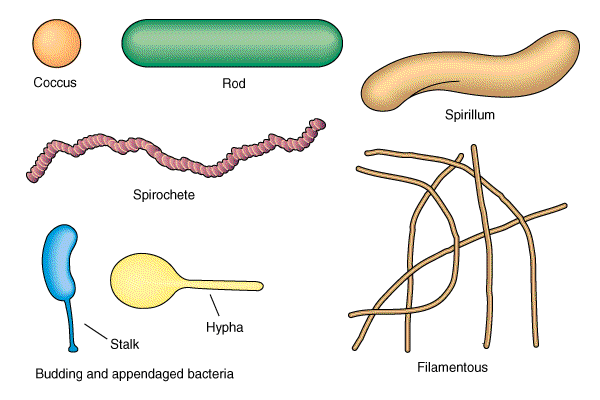 Coccus
Rod
Spirillum
Spirochete
Hypha
Stalk
Budding and appendaged bacteria
Filamentous